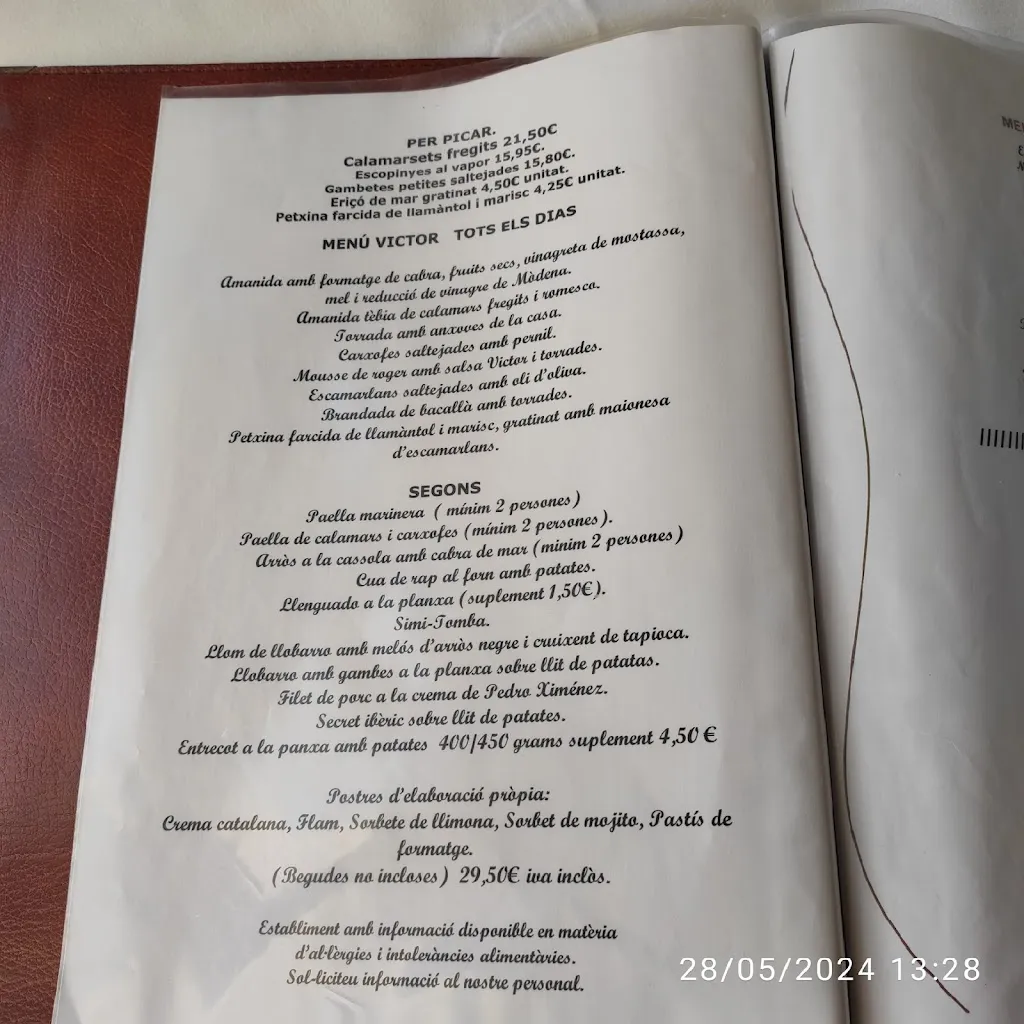 PER PICAR.
Calamarsets fregits 21,50€
Escopinyes al vapor 15,95€.
Gambetes petites saltejades 15,80€.
Eriçó de mar gratinat 4,50€ unitat.
Petxina farcida de llamàntol i marisc 4,25€ unitat.
MENÚ VICTOR TOTS ELS DIAS
Amanida amb formatge de cabra, fruits secs, vinagreta de mostassa,
mel i reducció de vinagre de Mòdena.
Amanida tèbia de calamars fregits i romesco.
Torrada amb anxoves de la casa.
Carxofes saltejades amb pernil.
Mousse de roger amb salsa Victor i torrades.
Escamarlans saltejades amb oli d'oliva.
Brandada de bacallà amb torrades.
Petxina farcida de llamàntol i marisc, gratinat amb maionesa
d'escamarlans.
SEGONS
Paella marinera ( mínim 2 persones)
Paella de calamars i carxofes (mínim 2 persones).
Arròs a la cassola amb cabra de mar (minim 2 persones)
Cua de rap al forn amb patates.
Llenguado a la planxa (suplement 1,50€).
Simi-Tomba.
Llom de llobarro amb melós d'arròs negre i cruixent de tapioca.
Llobarro amb gambes a la planxa sobre llit de patatas.
Filet de porc a la crema de Pedro Ximénez.
Secret ibèric sobre llit de patates.
Entrecot a la panxa amb patates 400/450 grams suplement 4,50 €
Postres d'elaboració pròpia:
Crema catalana, Flam, Sorbete de llimona, Sorbet de mojito, Pastís de
formatge.
(Begudes no incloses) 29,50€ iva inclòs.
Establiment amb informació disponible en matèria
d'al·lèrgies i intoleràncies alimentàries.
Sol·liciteu informació al nostre personal.
28/05/2024 13:28